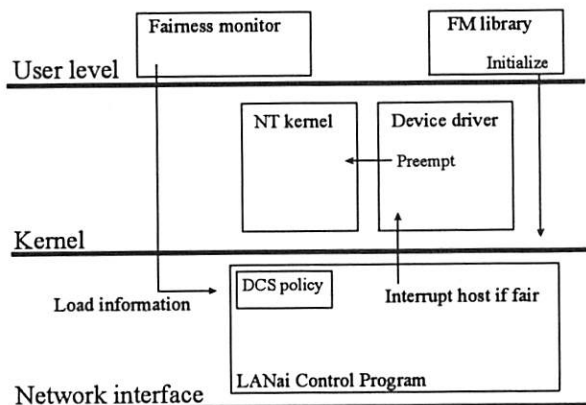 Fairness monitor
FM library
Initialize
User level
NT kernel
Device driver
Preempt
Kernel
DCS policy
Load information
Interrupt host if fair
LANai Control Program
Network interface